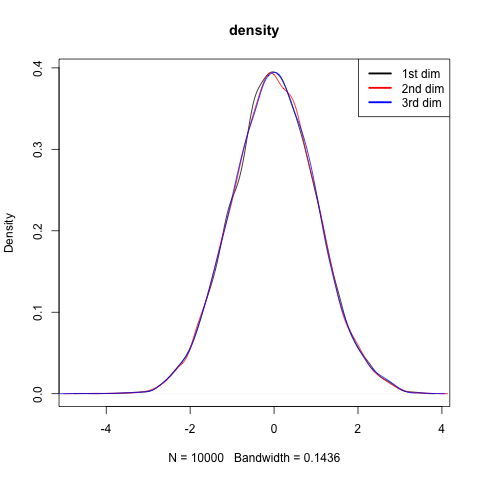 density
1st dim
2nd dim
3rd dim
Density
0.4
0.3
0.2
0.1
0.0
-4 -2 0 2 4
N = 10000 Bandwidth = 0.1436